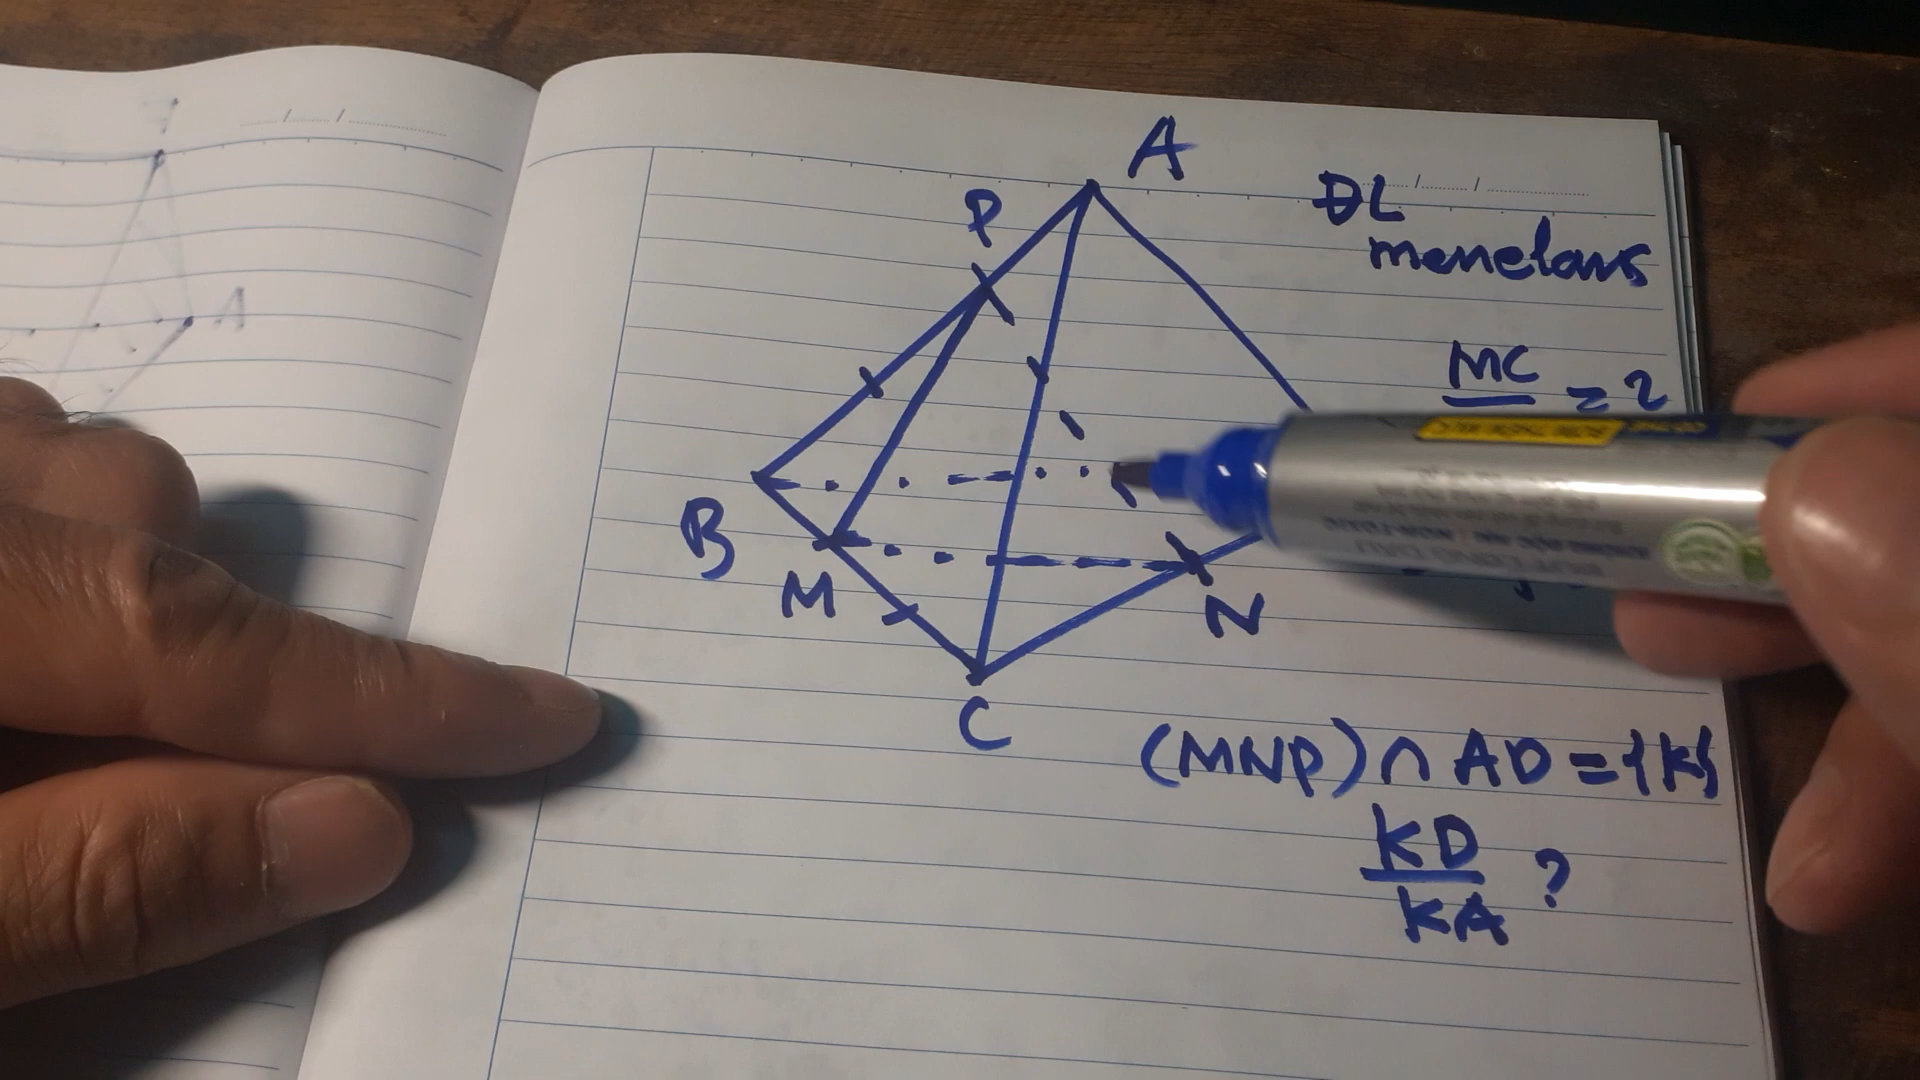 A
P
ĐL
menelaus
MC
= 2
B
M
N
C
(MNP) ∩ AD = {K}
KD
KA
?
A